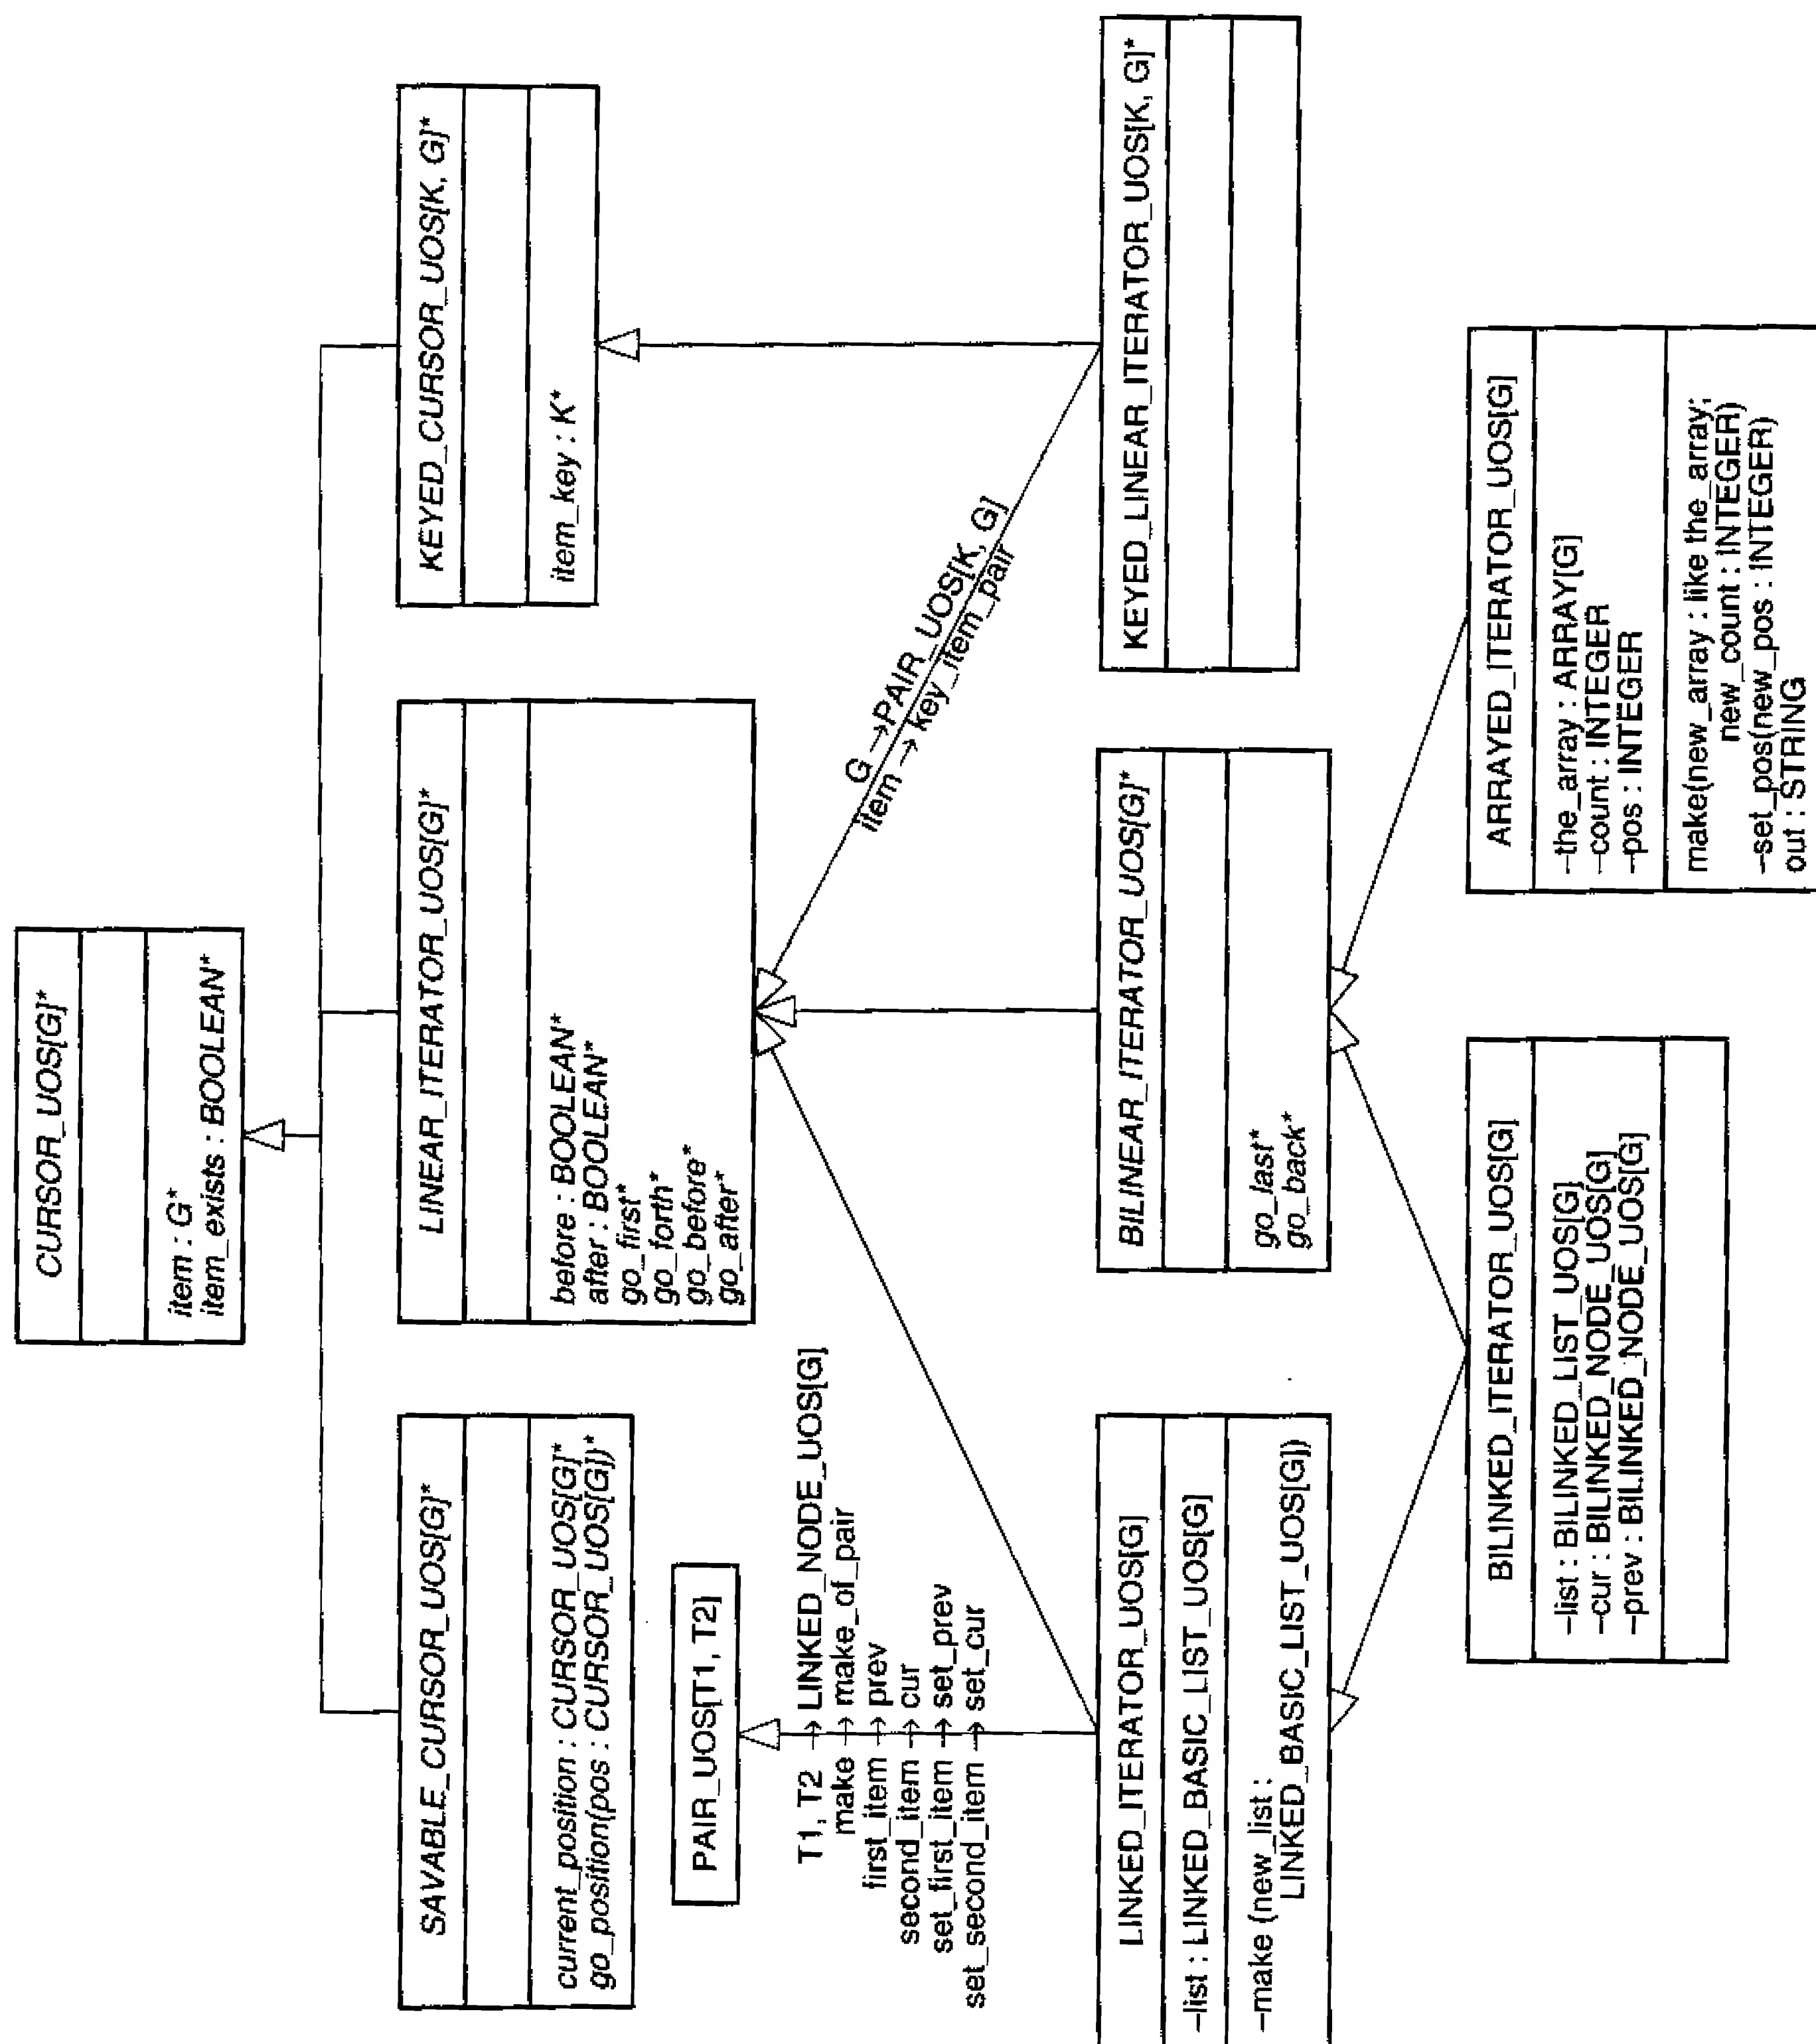 CURSOR_UOS[G]*
item : G*
item_exists : BOOLEAN*
SAVABLE_CURSOR_UOS[G]*
current_position : CURSOR_UOS[G]*
go_position(pos : CURSOR_UOS[G])*
LINEAR_ITERATOR_UOS[G]*
before : BOOLEAN*
after : BOOLEAN*
go_first*
go_forth*
go_before*
go_after*
KEYED_CURSOR_UOS[K, G]*
item_key : K*
PAIR_UOS[T1, T2]
T1, T2 → LINKED_NODE_UOS[G]
make → make_of_pair
first_item → prev
second_item → cur
set_first_item → set_prev
set_second_item → set_cur
G → PAIR_UOS[K, G]
item → key_item_pair
LINKED_ITERATOR_UOS[G]
–list : LINKED_BASIC_LIST_UOS[G]
–make (new_list :
LINKED_BASIC_LIST_UOS[G])
BILINEAR_ITERATOR_UOS[G]*
go_last*
go_back*
KEYED_LINEAR_ITERATOR_UOS[K, G]*
BILINKED_ITERATOR_UOS[G]
–list : BILINKED_LIST_UOS[G]
–cur : BILINKED_NODE_UOS[G]
–prev : BILINKED_NODE_UOS[G]
ARRAYED_ITERATOR_UOS[G]
–the_array : ARRAY[G]
–count : INTEGER
–pos : INTEGER
make(new_array : like the_array;
new_count : INTEGER)
–set_pos(new_pos : INTEGER)
out : STRING